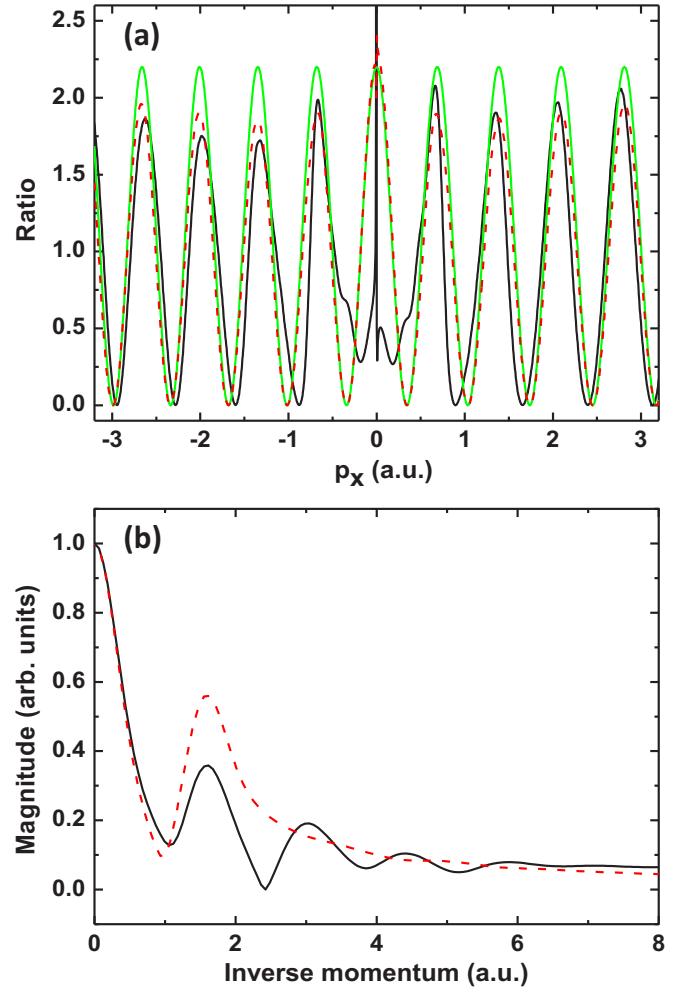 (a)
2.5
2.0
1.5
1.0
0.5
0.0
Ratio
-3 -2 -1 0 1 2 3
px (a.u.)
(b)
1.0
0.8
0.6
0.4
0.2
0.0
Magnitude (arb. units)
0 2 4 6 8
Inverse momentum (a.u.)